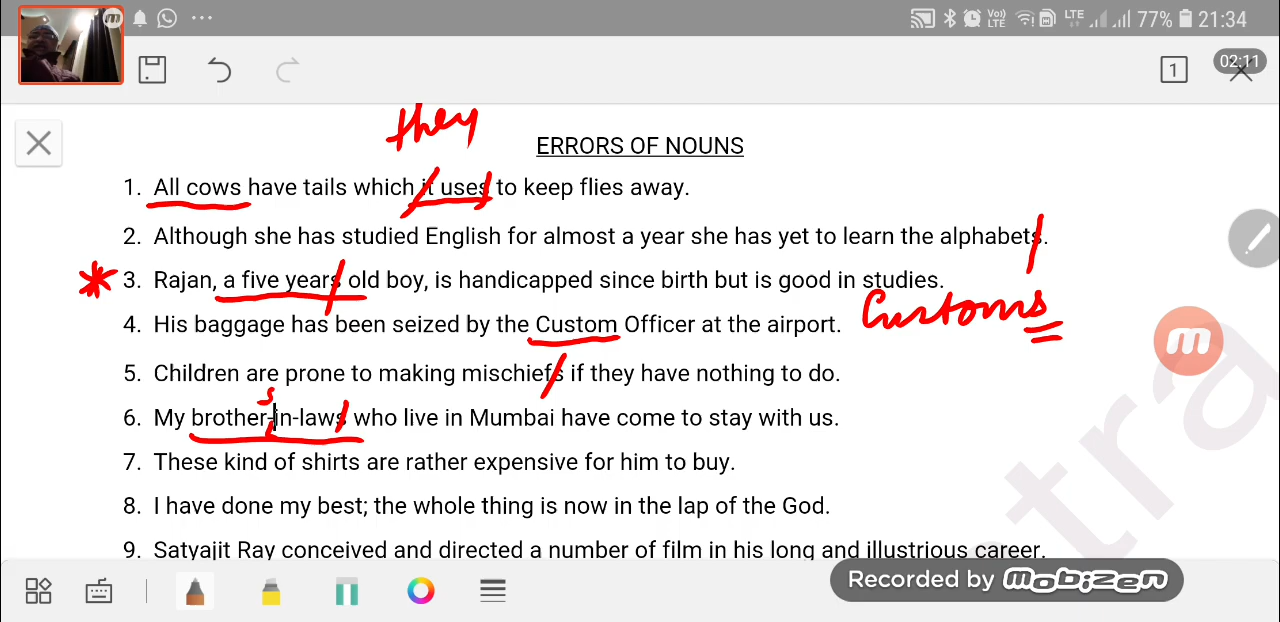 77% 21:34
1 02:11
they
ERRORS OF NOUNS
1. All cows have tails which it uses to keep flies away.
2. Although she has studied English for almost a year she has yet to learn the alphabets.
3. Rajan, a five years old boy, is handicapped since birth but is good in studies.
Customs
4. His baggage has been seized by the Custom Officer at the airport.
5. Children are prone to making mischiefs if they have nothing to do.
s
6. My brother-in-laws who live in Mumbai have come to stay with us.
7. These kind of shirts are rather expensive for him to buy.
8. I have done my best; the whole thing is now in the lap of the God.
9. Satyajit Ray conceived and directed a number of film in his long and illustrious career.
Recorded by mobizen